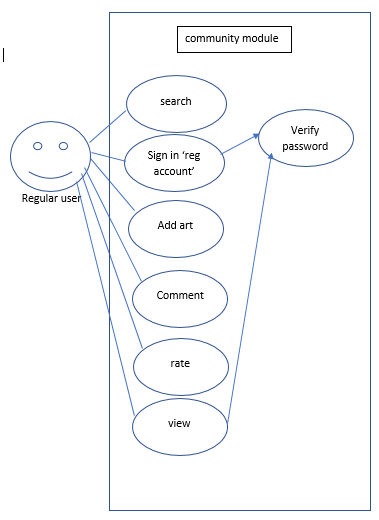 community module
search
Sign in ‘reg
account’
Verify
password
Regular user
Add art
Comment
rate
view